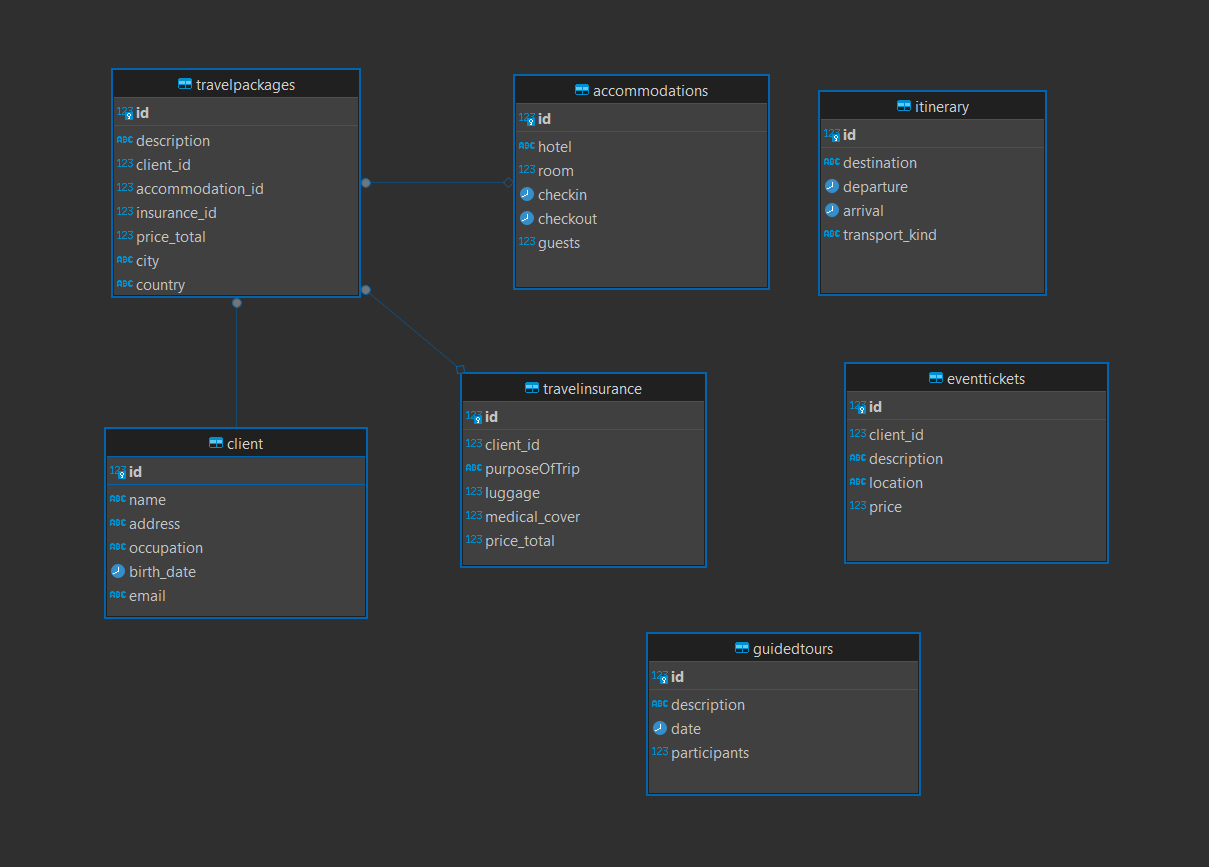 travelpackages
123 id
ABC description
123 client_id
123 accommodation_id
123 insurance_id
123 price_total
ABC city
ABC country
accommodations
123 id
ABC hotel
123 room
checkin
checkout
123 guests
itinerary
123 id
ABC destination
departure
arrival
ABC transport_kind
travelinsurance
123 id
123 client_id
ABC purposeOfTrip
123 luggage
123 medical_cover
123 price_total
eventtickets
123 id
123 client_id
ABC description
ABC location
123 price
client
123 id
ABC name
ABC address
ABC occupation
birth_date
ABC email
guidedtours
123 id
ABC description
date
123 participants